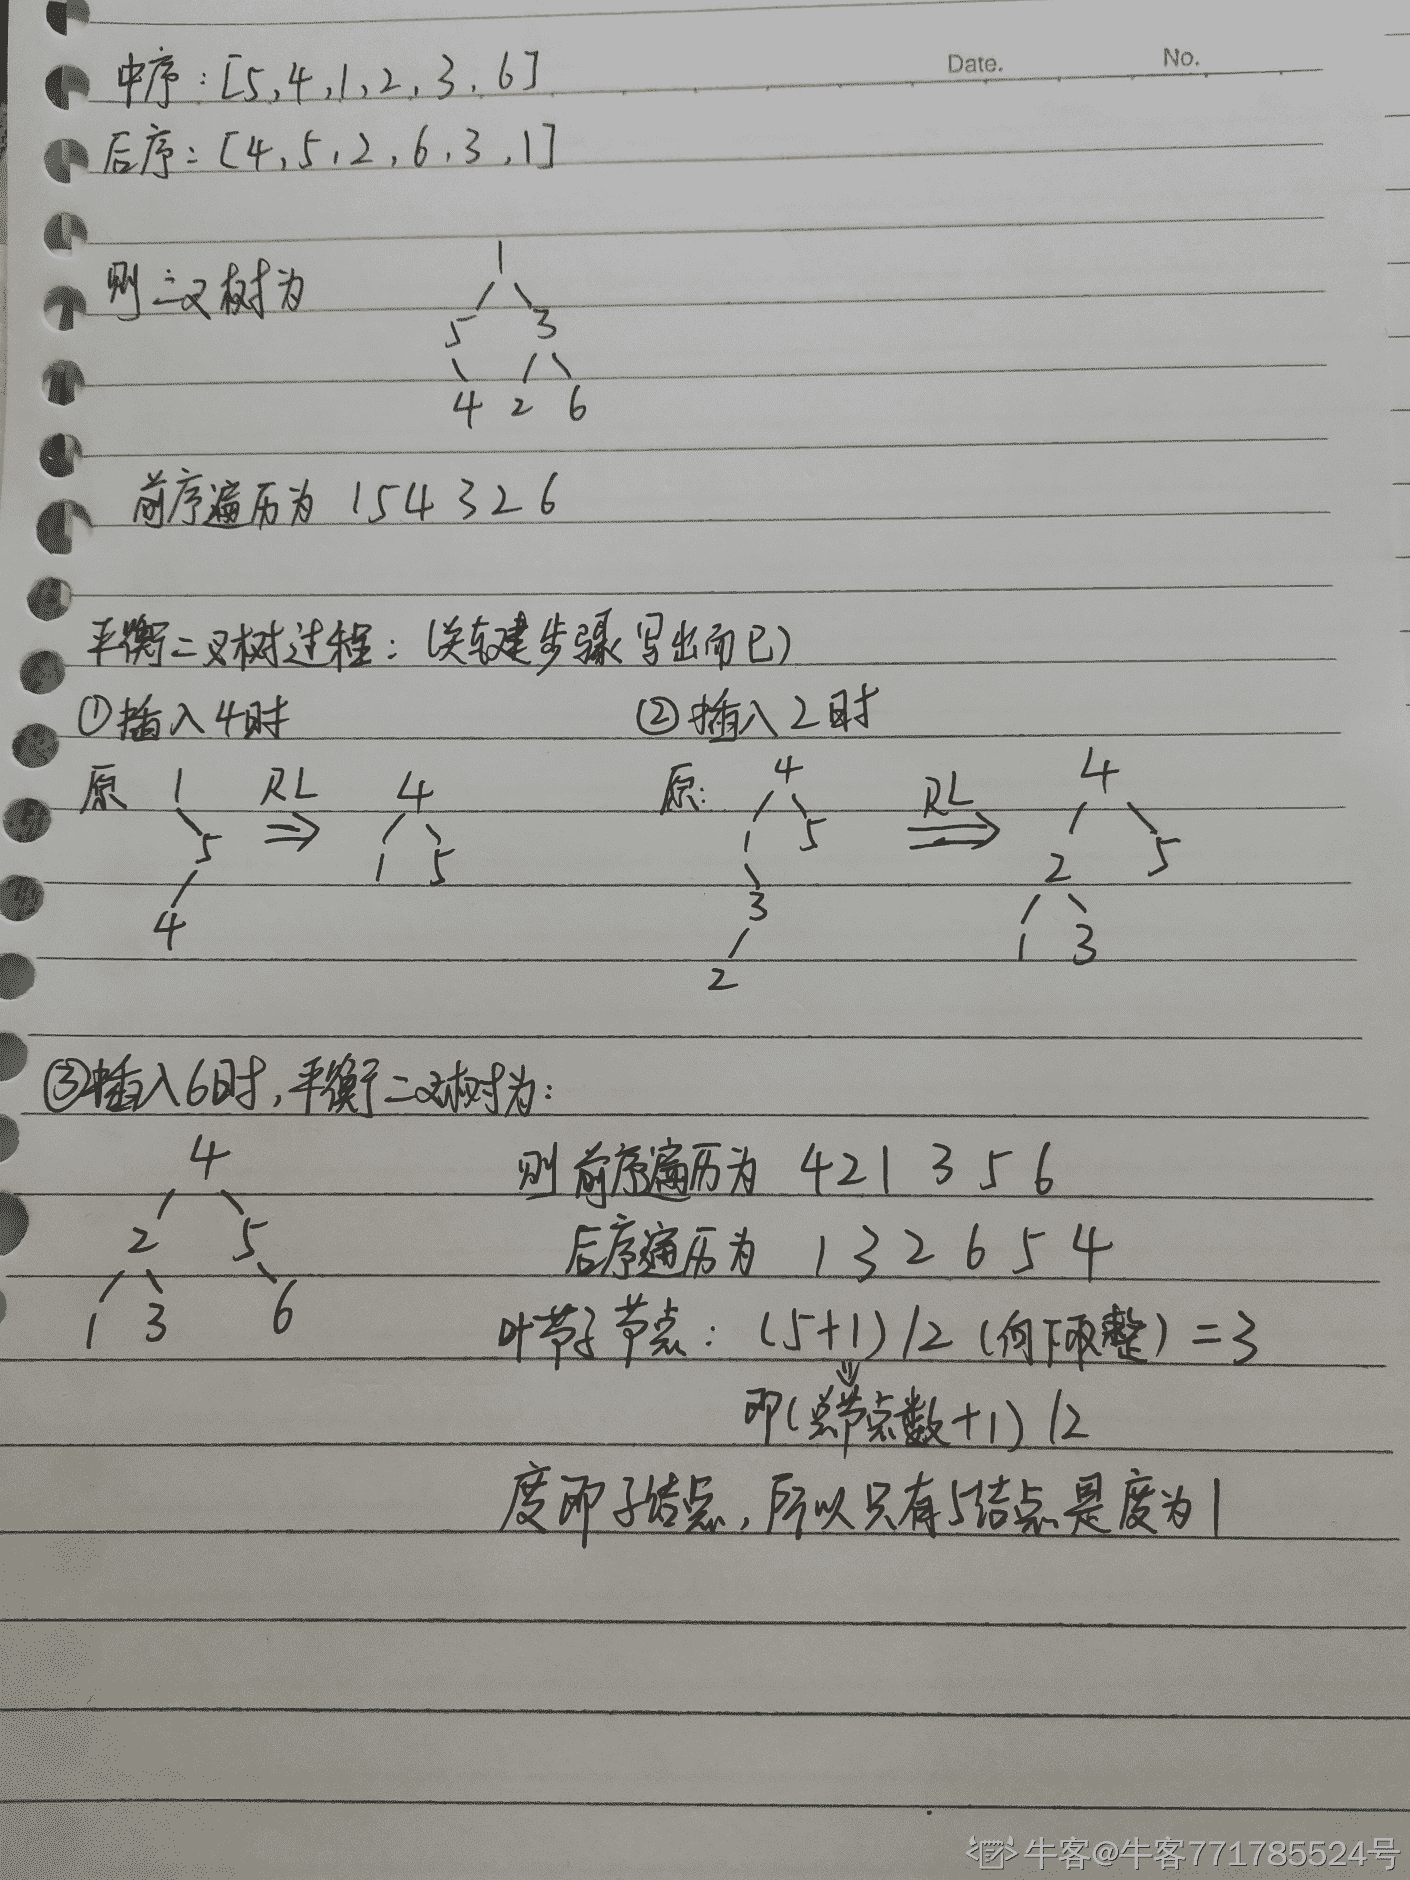 Date. No.
中序：[5,4,1,2,3,6]
后序：[4,5,2,6,3,1]
则二叉树为
1
5 3
4 2 6
前序遍历为 1 5 4 3 2 6
平衡二叉树过程：(关键步骤写出而已)
①插入4时 ②插入2时
原 1 RL 4 原: 4 RL 4
5 1 5 1 5 2 5
4 3 1 3
2
③插入6时,平衡二叉树为：
4 则前序遍历为 4 2 1 3 5 6
2 5 后序遍历为 1 3 2 6 5 4
1 3 6 叶节子节点：(5+1)/2 (向下取整)=3
即(总节点数+1)/2
度即子结点,所以只有5结点是度为1
牛客@牛客771785524号